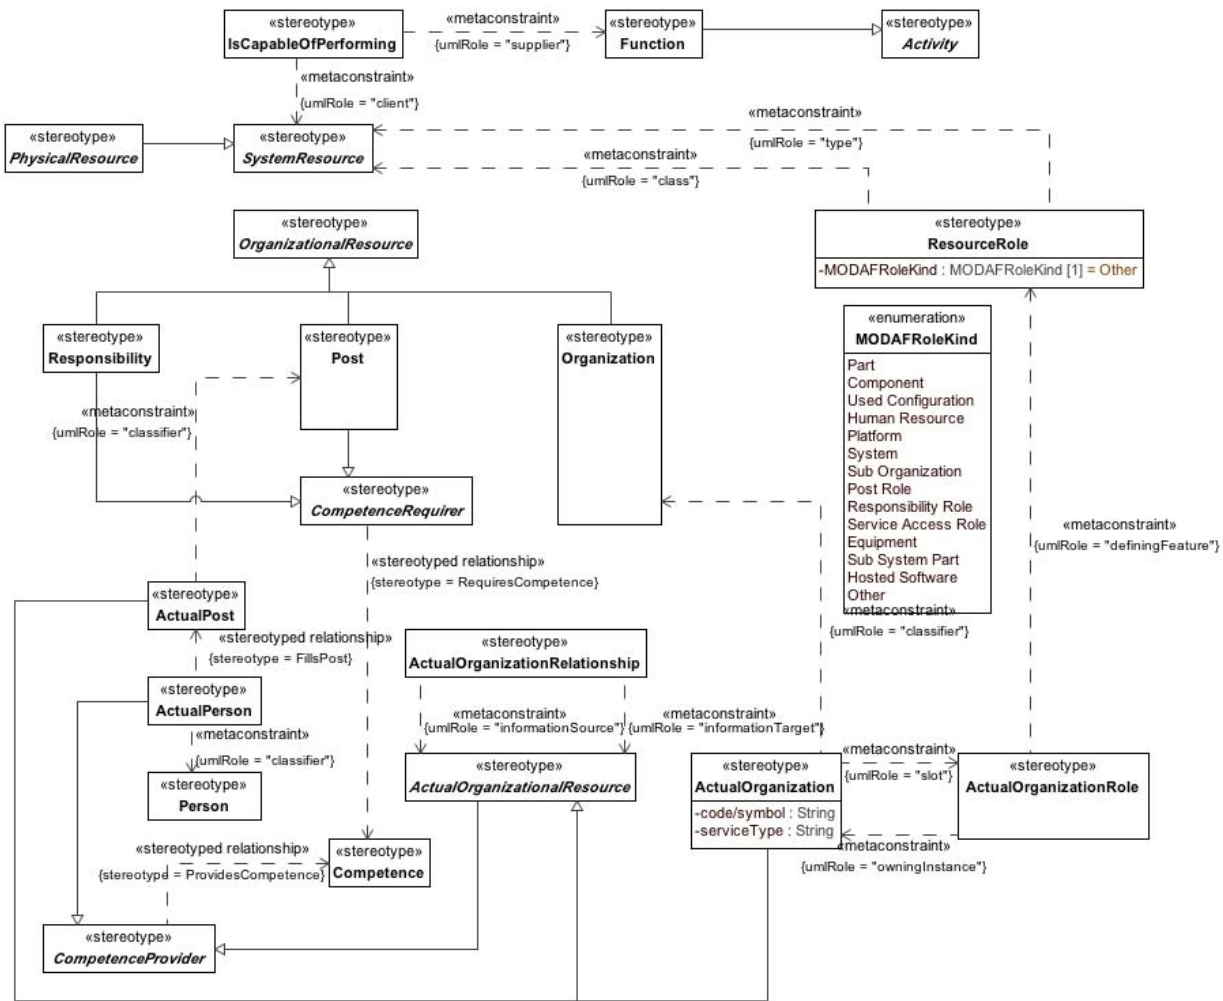 «stereotype»
IsCapableOfPerforming
«metaconstraint»
{umlRole = "supplier"}
«stereotype»
Function
«stereotype»
Activity
«metaconstraint»
{umlRole = "client"}
«stereotype»
PhysicalResource
«stereotype»
SystemResource
«metaconstraint»
{umlRole = "type"}
«metaconstraint»
{umlRole = "class"}
«stereotype»
OrganizationalResource
«stereotype»
ResourceRole
-MODAFRoleKind : MODAFRoleKind [1] = Other
«stereotype»
Responsibility
«stereotype»
Post
«stereotype»
Organization
«enumeration»
MODAFRoleKind
Part
Component
Used Configuration
Human Resource
Platform
System
Sub Organization
Post Role
Responsibility Role
Service Access Role
Equipment
Sub System Part
Hosted Software
Other
«metaconstraint»
{umlRole = "classifier"}
«stereotype»
CompetenceRequirer
«metaconstraint»
{umlRole = "definingFeature"}
«stereotyped relationship»
{stereotype = RequiresCompetence}
«stereotype»
ActualPost
«metaconstraint»
{umlRole = "classifier"}
«stereotyped relationship»
{stereotype = FillsPost}
«stereotype»
ActualOrganizationRelationship
«stereotype»
ActualPerson
«metaconstraint»
{umlRole = "informationSource"}
«metaconstraint»
{umlRole = "informationTarget"}
«metaconstraint»
{umlRole = "classifier"}
«stereotype»
Person
«stereotype»
ActualOrganizationalResource
«stereotype»
ActualOrganization
-code/symbol : String
-serviceType : String
«metaconstraint»
{umlRole = "slot"}
«stereotype»
ActualOrganizationRole
«metaconstraint»
{umlRole = "owningInstance"}
«stereotyped relationship»
{stereotype = ProvidesCompetence}
«stereotype»
Competence
«stereotype»
CompetenceProvider